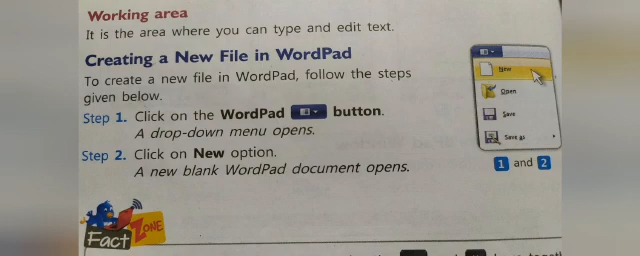 Working area
It is the area where you can type and edit text.
Creating a New File in WordPad
To create a new file in WordPad, follow the steps
given below.
Step 1. Click on the WordPad button.
A drop-down menu opens.
Step 2. Click on New option.
A new blank WordPad document opens.
New
Open
Save
Save as
1 and 2
Fact ZONE